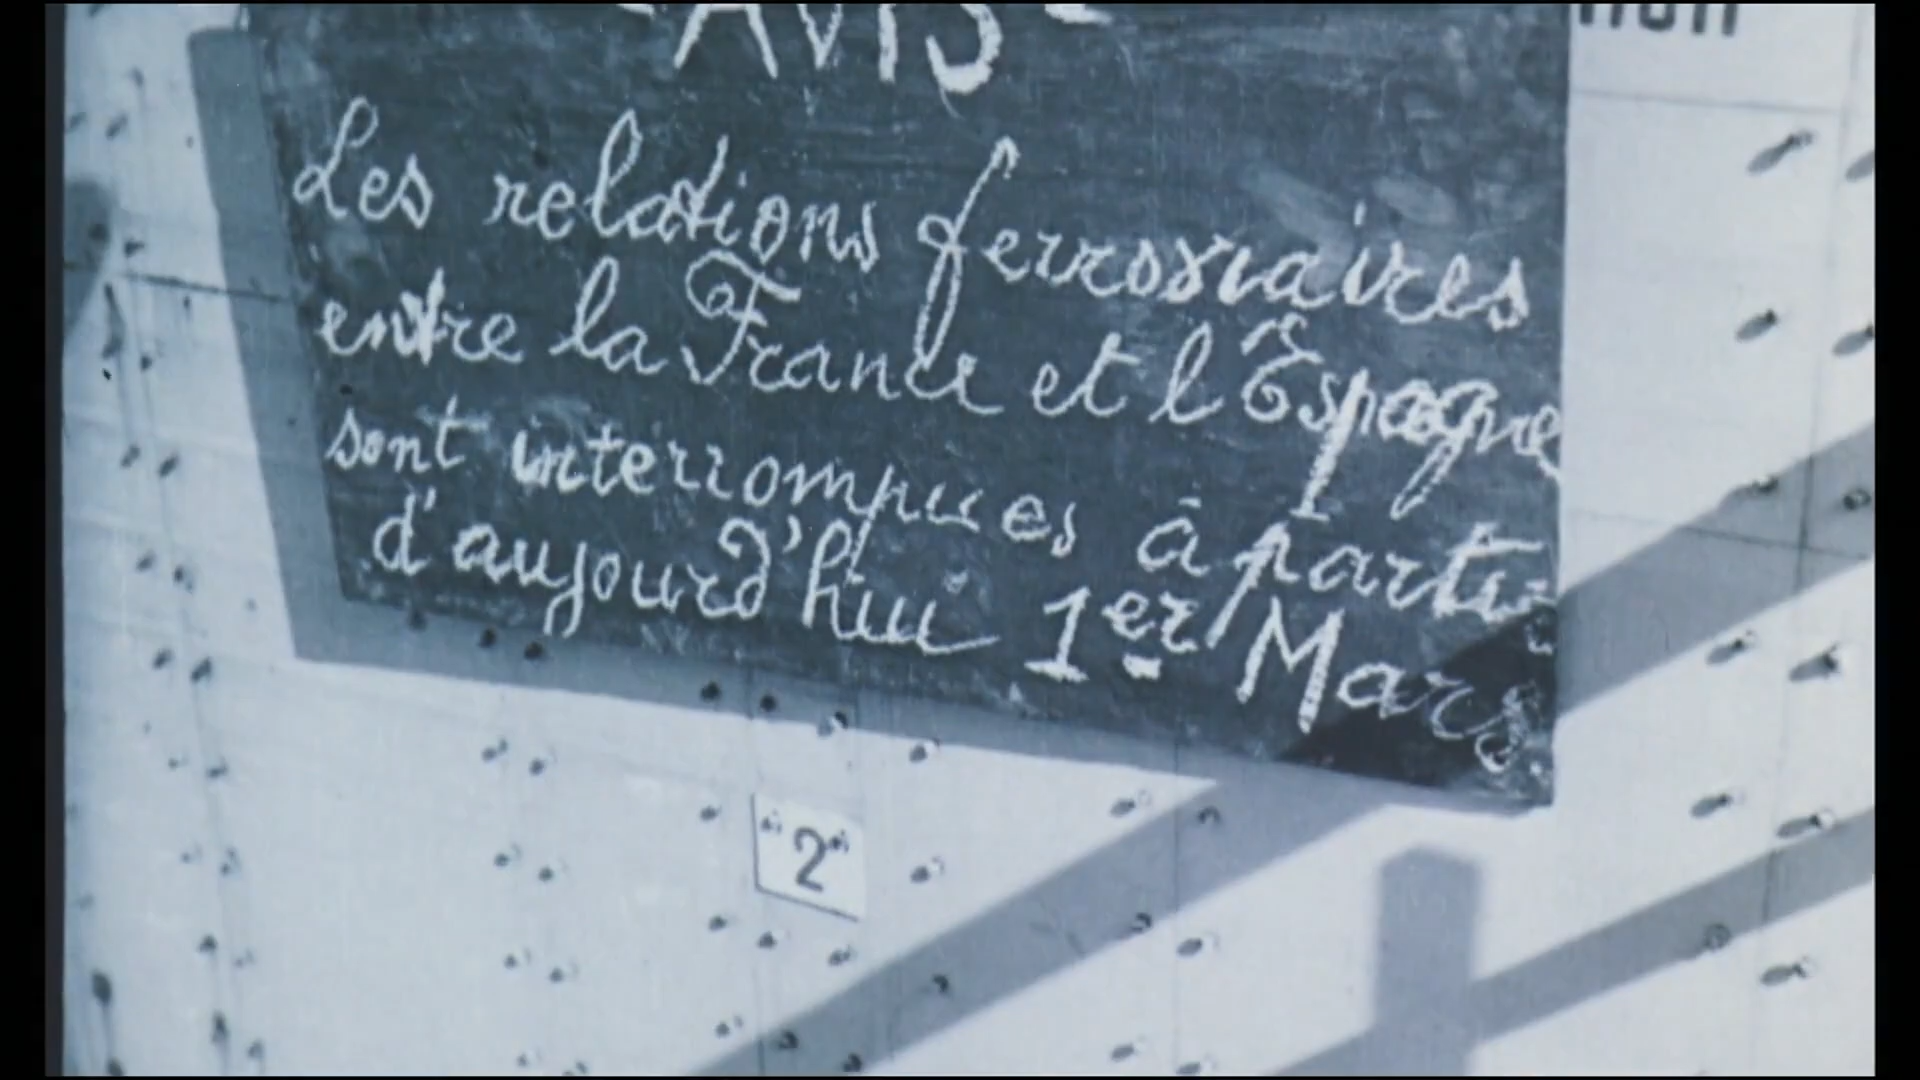 -AVIS-
Les relations ferroviaires
entre la France et l'Espagne
sont interrompues à partir
d'aujourd'hui 1er Mars
2